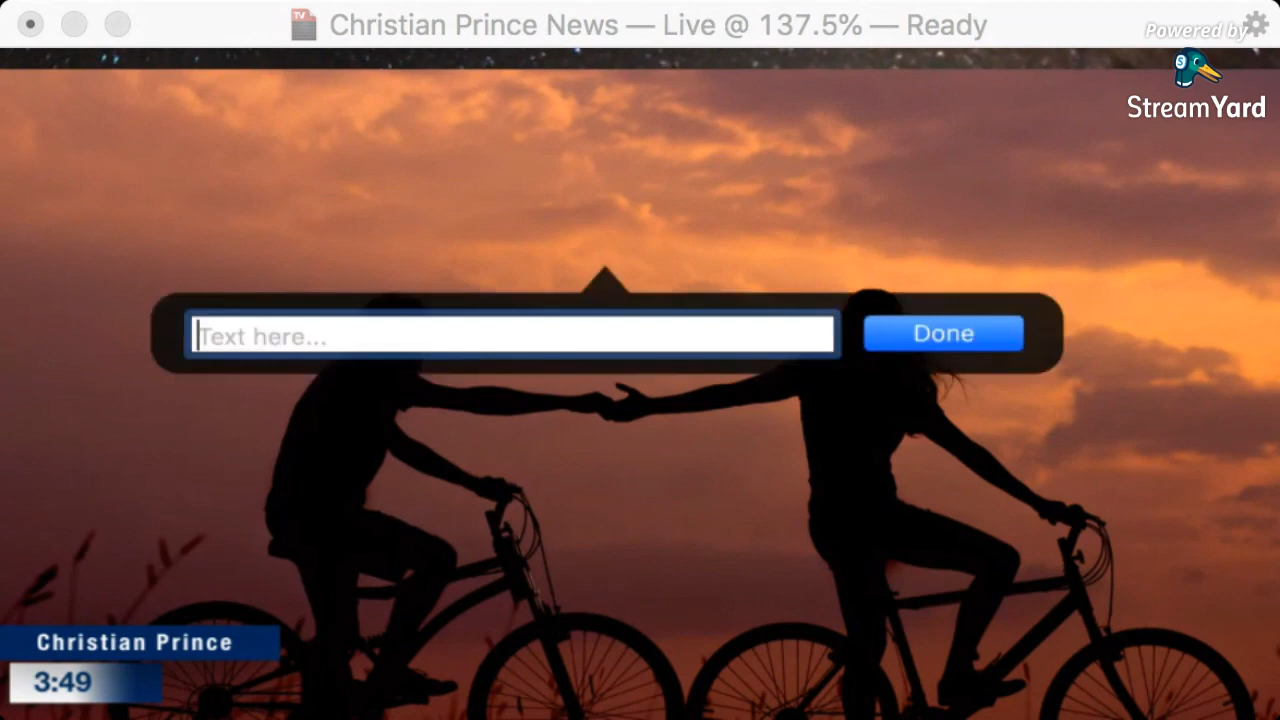 Christian Prince News — Live @ 137.5% — Ready
Powered by
StreamYard
Text here...
Done
Christian Prince
3:49